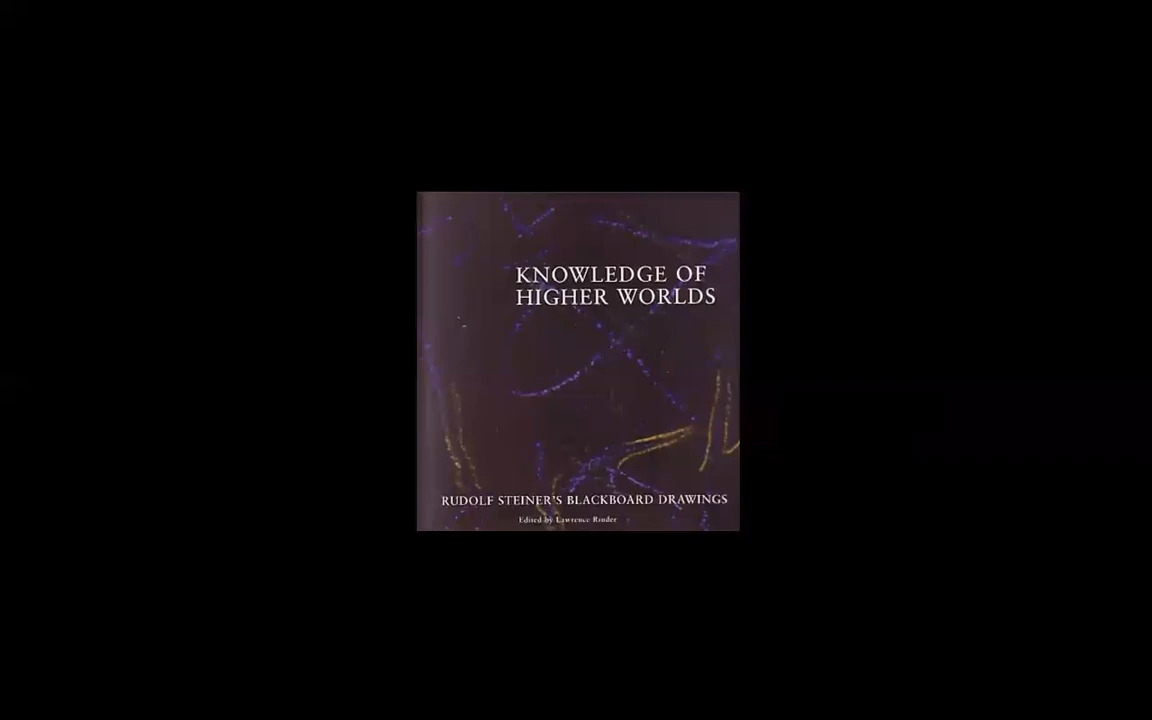 KNOWLEDGE OF
HIGHER WORLDS
RUDOLF STEINER'S BLACKBOARD DRAWINGS
Edited by Lawrence Rinder